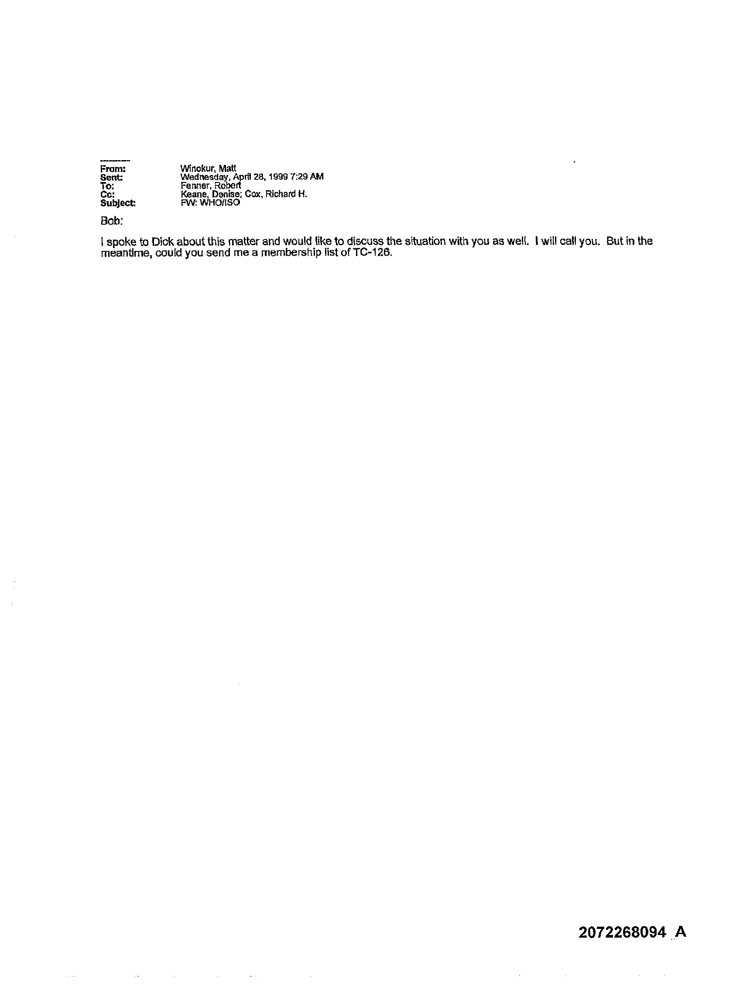 From: Winokur, Matt
Sent: Wednesday, April 28, 1999 7:29 AM
To: Fenner, Robert
Cc: Keane, Denise; Cox, Richard H.
Subject: FW: WHO/ISO
Bob:
I spoke to Dick about this matter and would like to discuss the situation with you as well. I will call you. But in the
meantime, could you send me a membership list of TC-126.
2072268094_A